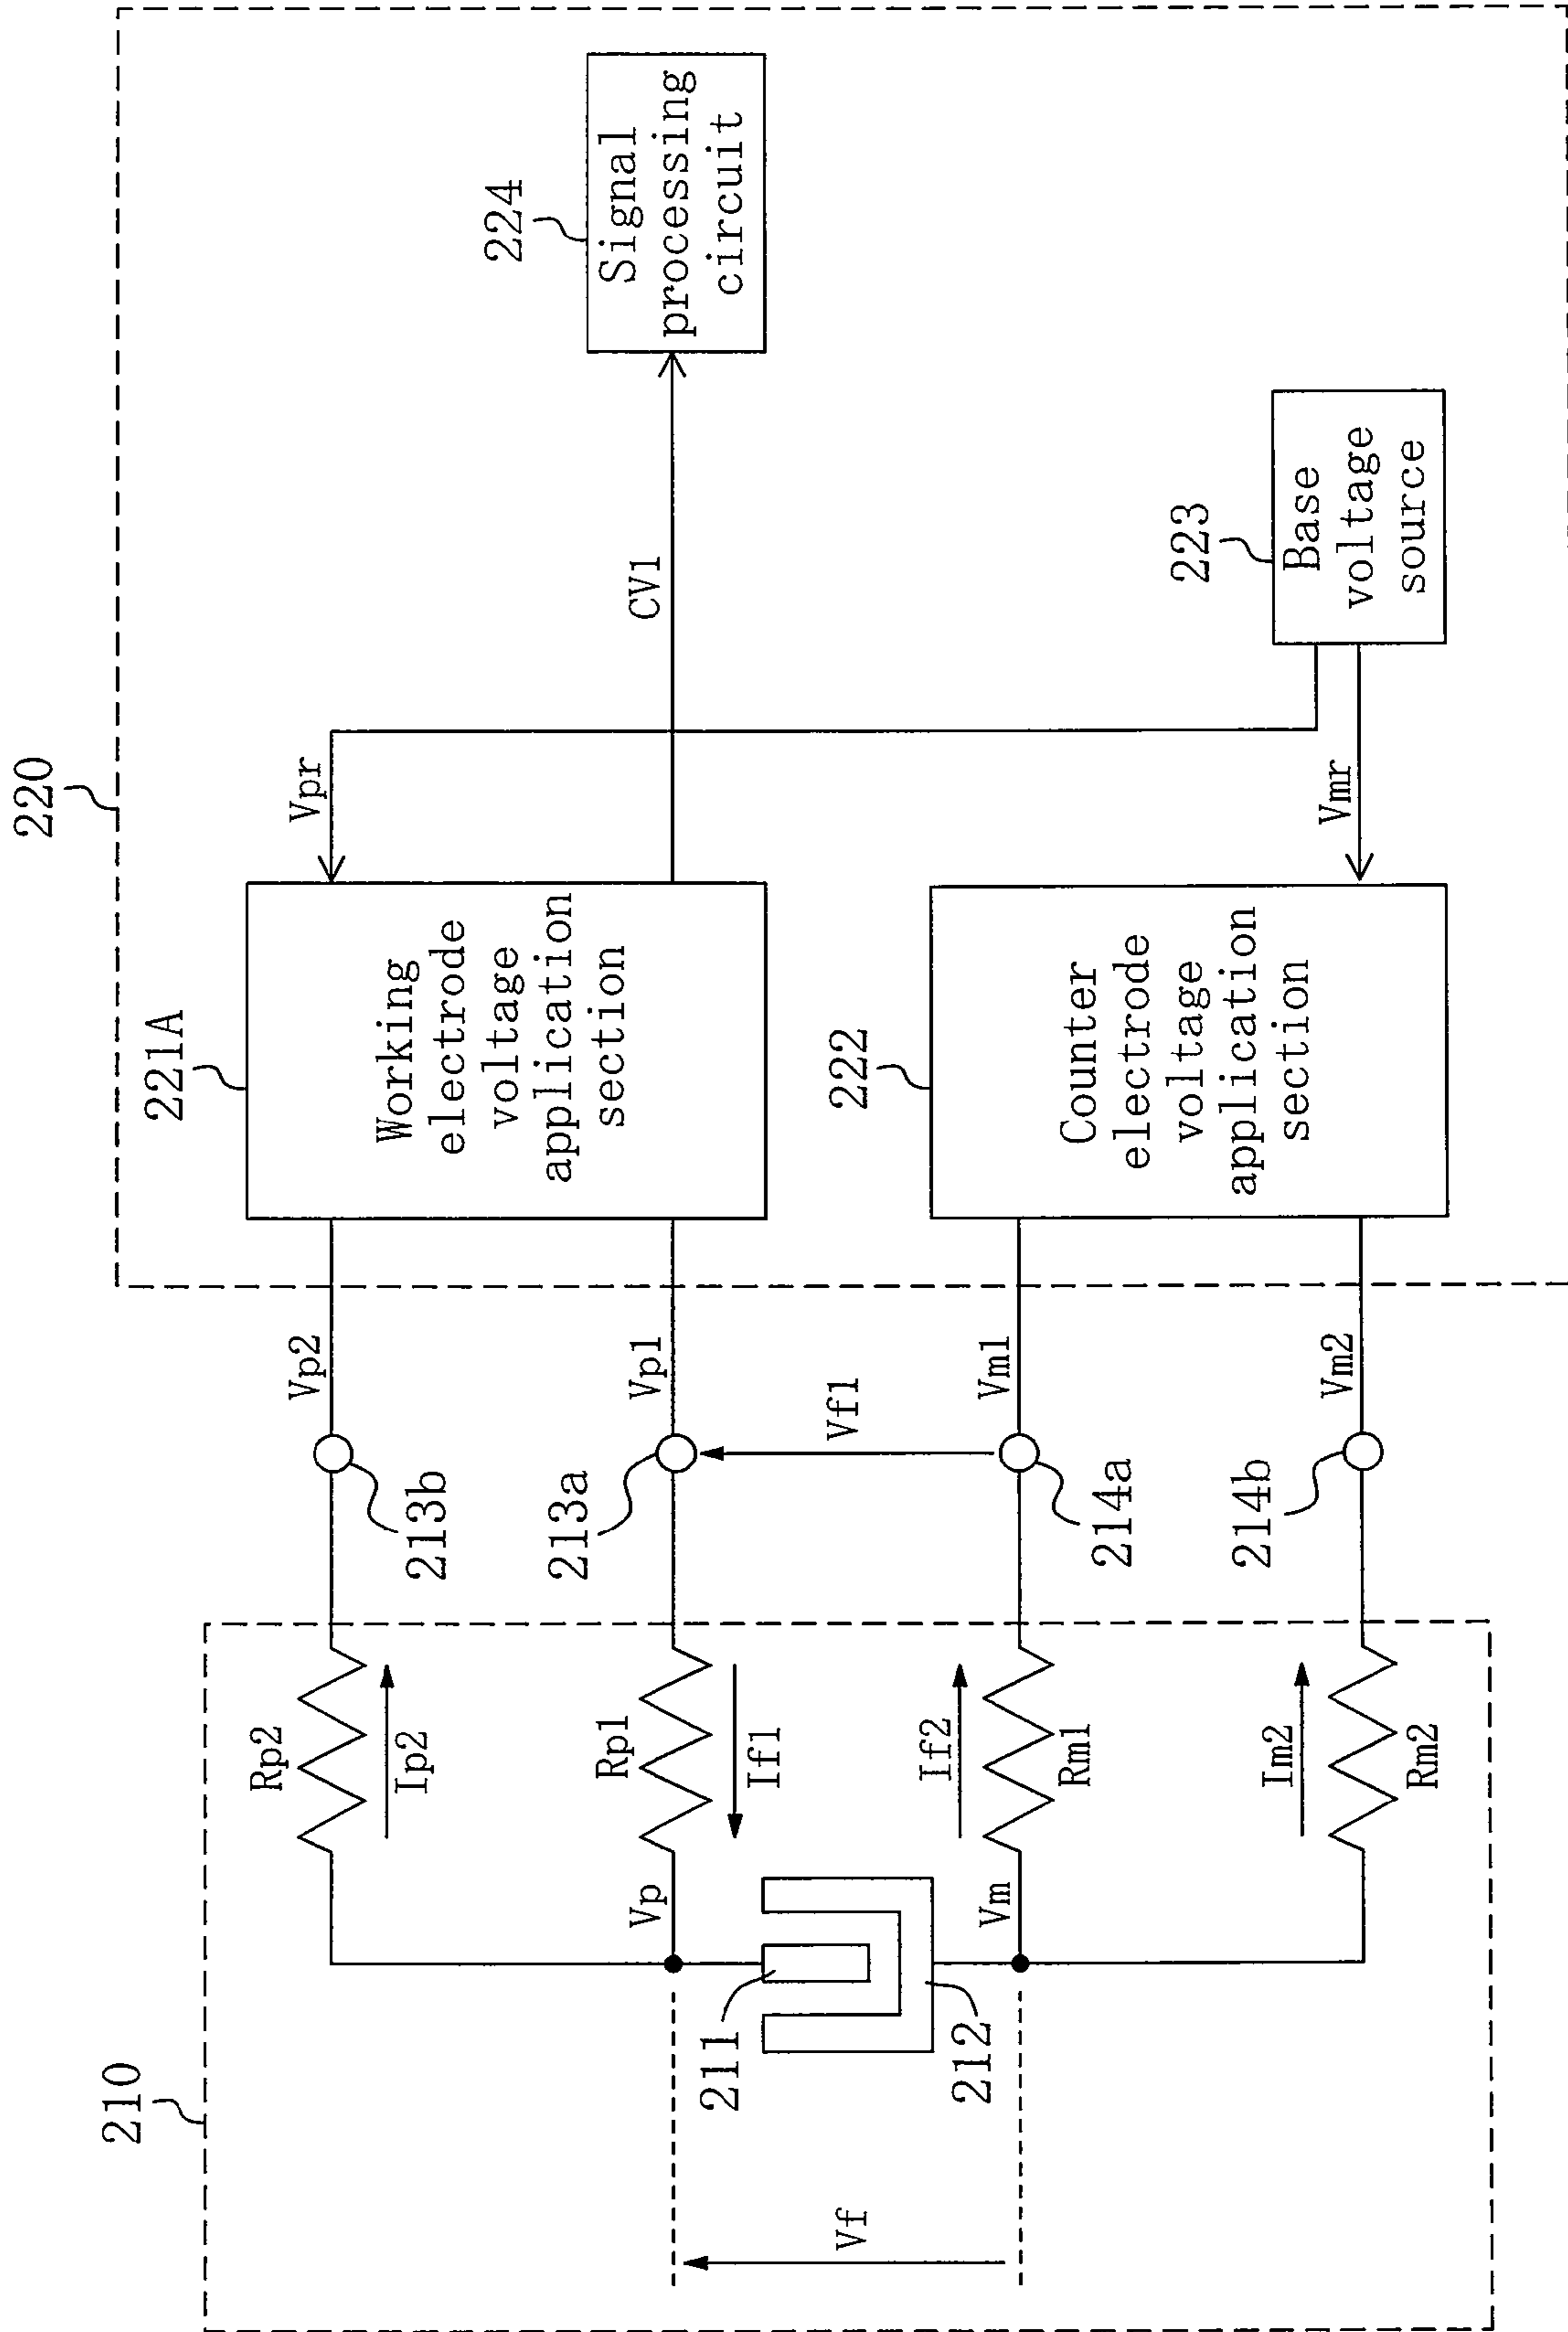 220
221A
Working
electrode
voltage
application
section
222
Counter
electrode
voltage
application
section
224
Signal
processing
circuit
223
Base
voltage
source
Vpr
CV1
Vmr
Vp2
Vp1
Vm1
Vm2
Vf1
213b
213a
214a
214b
210
Rp2
Ip2
Rp1
If1
If2
Rm1
Im2
Rm2
Vp
Vm
211
212
Vf